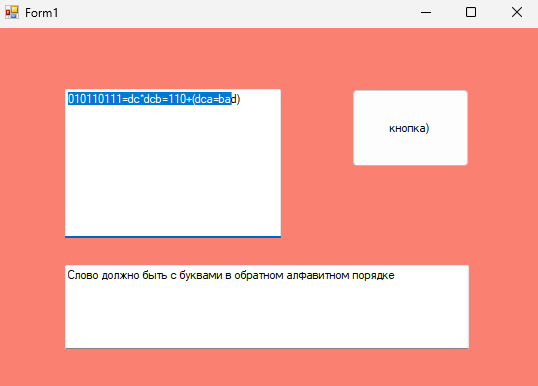 Form1
010110111=dc*dcb=110+(dca=bad)
кнопка)
Слово должно быть с буквами в обратном алфавитном порядке